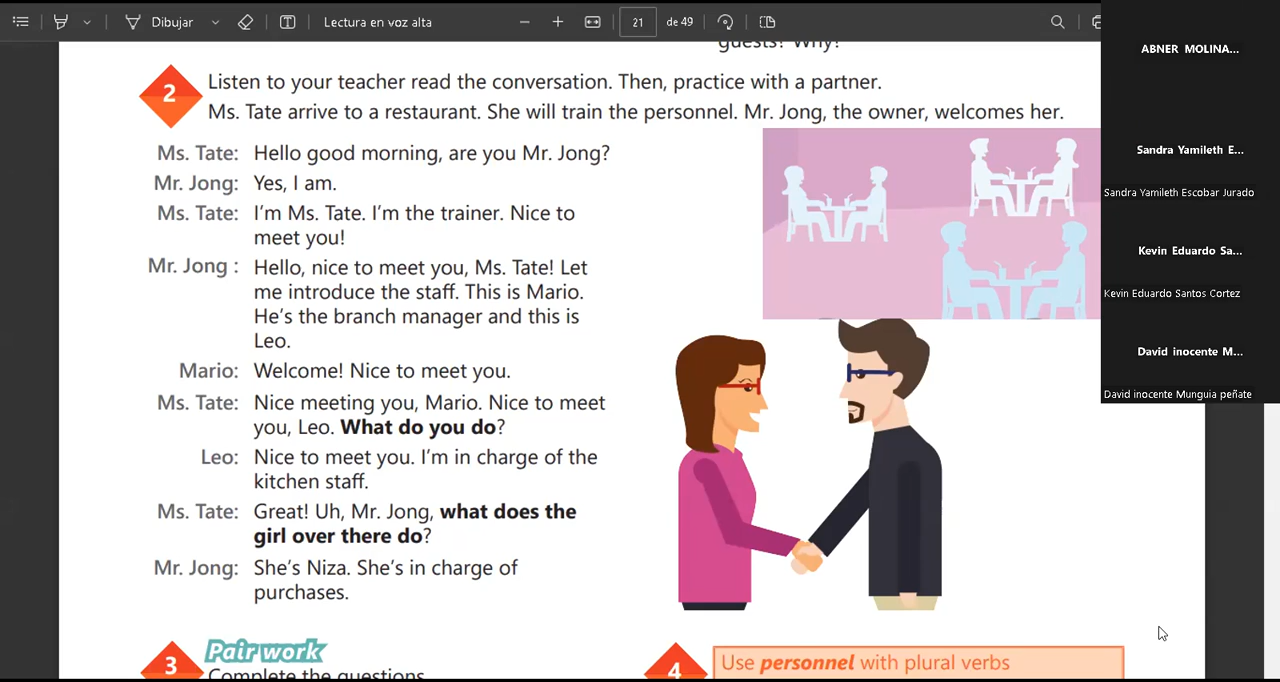 Dibujar
Lectura en voz alta
21
de 49
guests? Why?
2
Listen to your teacher read the conversation. Then, practice with a partner.
Ms. Tate arrive to a restaurant. She will train the personnel. Mr. Jong, the owner, welcomes her.
Ms. Tate: Hello good morning, are you Mr. Jong?
Mr. Jong: Yes, I am.
Ms. Tate: I'm Ms. Tate. I'm the trainer. Nice to
meet you!
Mr. Jong : Hello, nice to meet you, Ms. Tate! Let
me introduce the staff. This is Mario.
He's the branch manager and this is
Leo.
Mario: Welcome! Nice to meet you.
Ms. Tate: Nice meeting you, Mario. Nice to meet
you, Leo. What do you do?
Leo: Nice to meet you. I'm in charge of the
kitchen staff.
Ms. Tate: Great! Uh, Mr. Jong, what does the
girl over there do?
Mr. Jong: She's Niza. She's in charge of
purchases.
3
Pair work
Complete the questions
4
Use personnel with plural verbs
ABNER MOLINA...
Sandra Yamileth E...
Sandra Yamileth Escobar Jurado
Kevin Eduardo Sa...
Kevin Eduardo Santos Cortez
David inocente M...
David inocente Munguia peñate